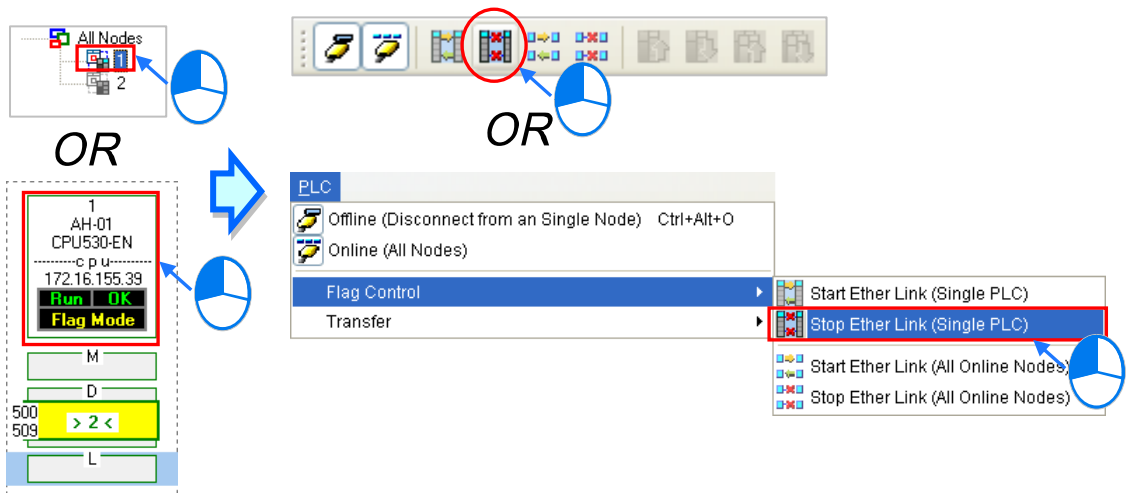 All Nodes
1
2
OR
OR
1
AH-01
CPU530-EN
---------c p u---------
172.16.155.39
Run OK
Flag Mode
M
D
500
509
> 2 <
L
PLC
Offline (Disconnect from an Single Node) Ctrl+Alt+O
Online (All Nodes)
Flag Control
Transfer
Start Ether Link (Single PLC)
Stop Ether Link (Single PLC)
Start Ether Link (All Online Nodes)
Stop Ether Link (All Online Nodes)